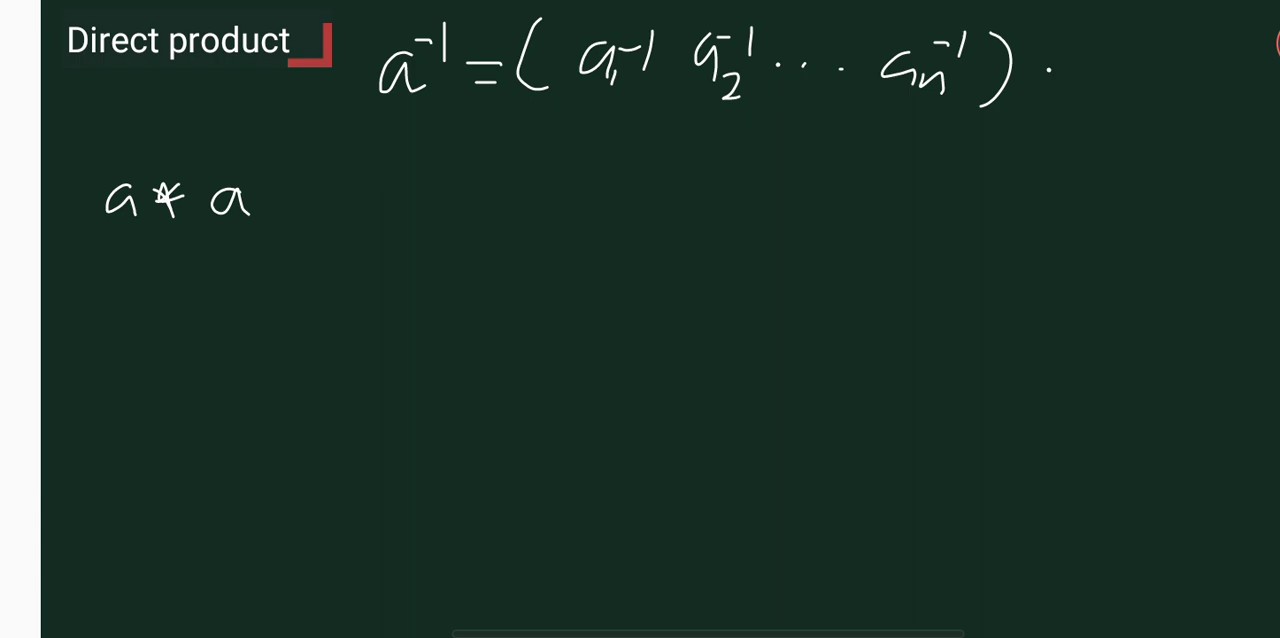 Direct product
a⁻¹ = ( a₁⁻¹ a₂⁻¹ . . . aₙ⁻¹ ) .
a * a